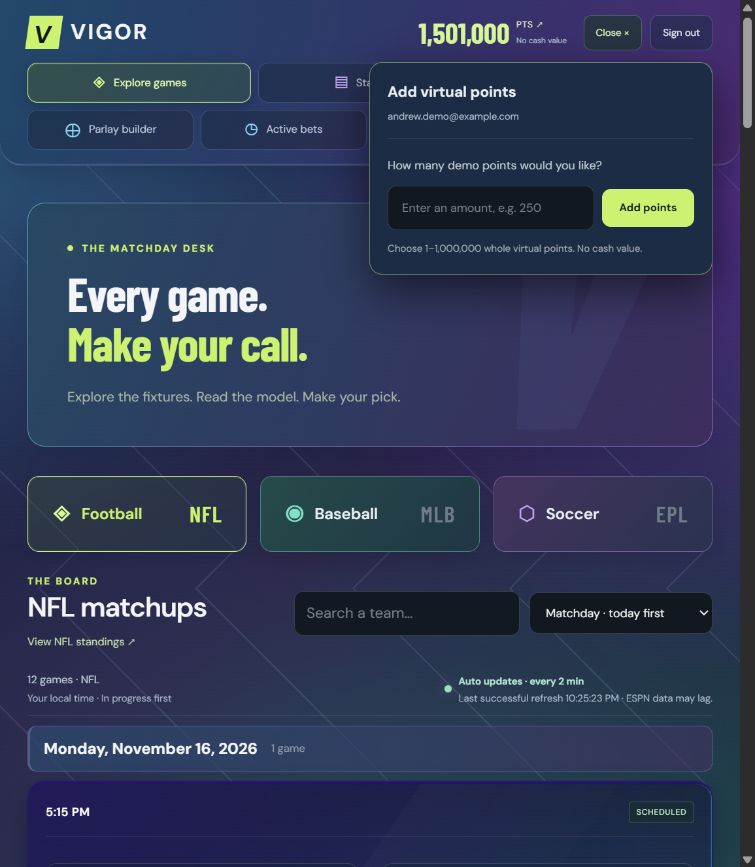 V VIGOR
1,501,000 PTS ↗
No cash value
Close ×
Sign out
Explore games
Parlay builder
Active bets
Add virtual points
andrew.demo@example.com
How many demo points would you like?
Enter an amount, e.g. 250
Add points
Choose 1–1,000,000 whole virtual points. No cash value.
THE MATCHDAY DESK
Every game.
Make your call.
Explore the fixtures. Read the model. Make your pick.
Football NFL
Baseball MLB
Soccer EPL
THE BOARD
NFL matchups
Search a team...
Matchday · today first
View NFL standings ↗
12 games · NFL
Your local time · In progress first
Auto updates · every 2 min
Last successful refresh 10:25:23 PM · ESPN data may lag.
Monday, November 16, 2026 1 game
5:15 PM
SCHEDULED